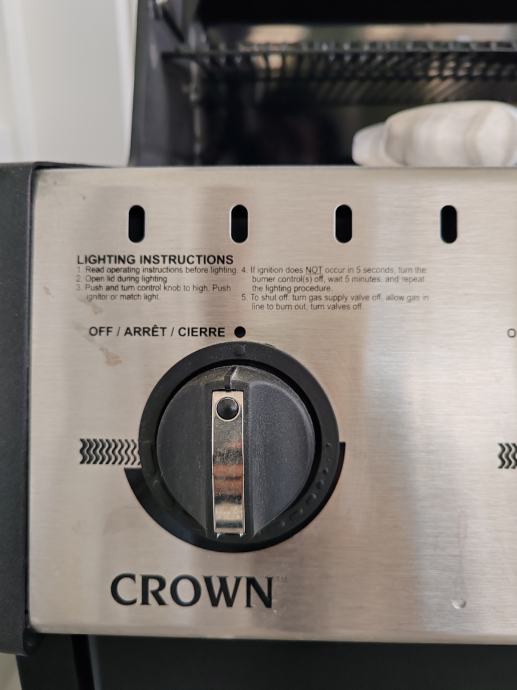 LIGHTING INSTRUCTIONS
1. Read operating instructions before lighting.
2. Open lid during lighting
3. Push and turn control knob to high. Push
ignitor or match light.
4. If ignition does NOT occur in 5 seconds, turn the
burner control(s) off, wait 5 minutes, and repeat
the lighting procedure.
5. To shut off: turn gas supply valve off, allow gas in
line to burn out, turn valves off.
OFF / ARRÊT / CIERRE
O
CROWN